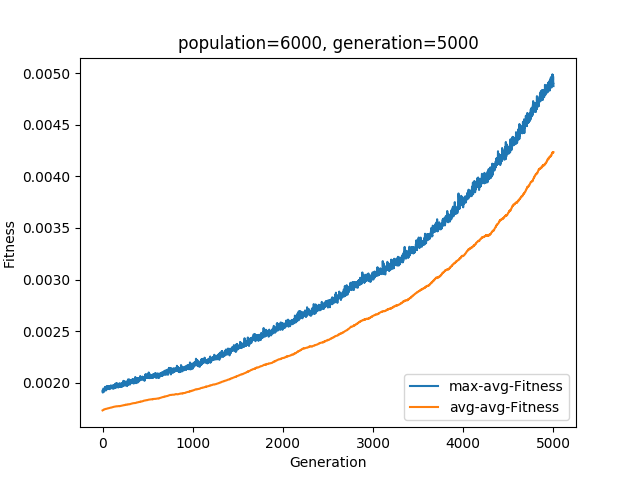 population=6000, generation=5000
0.0050
0.0045
0.0040
0.0035
0.0030
0.0025
0.0020
Fitness
max-avg-Fitness
avg-avg-Fitness
0 1000 2000 3000 4000 5000
Generation